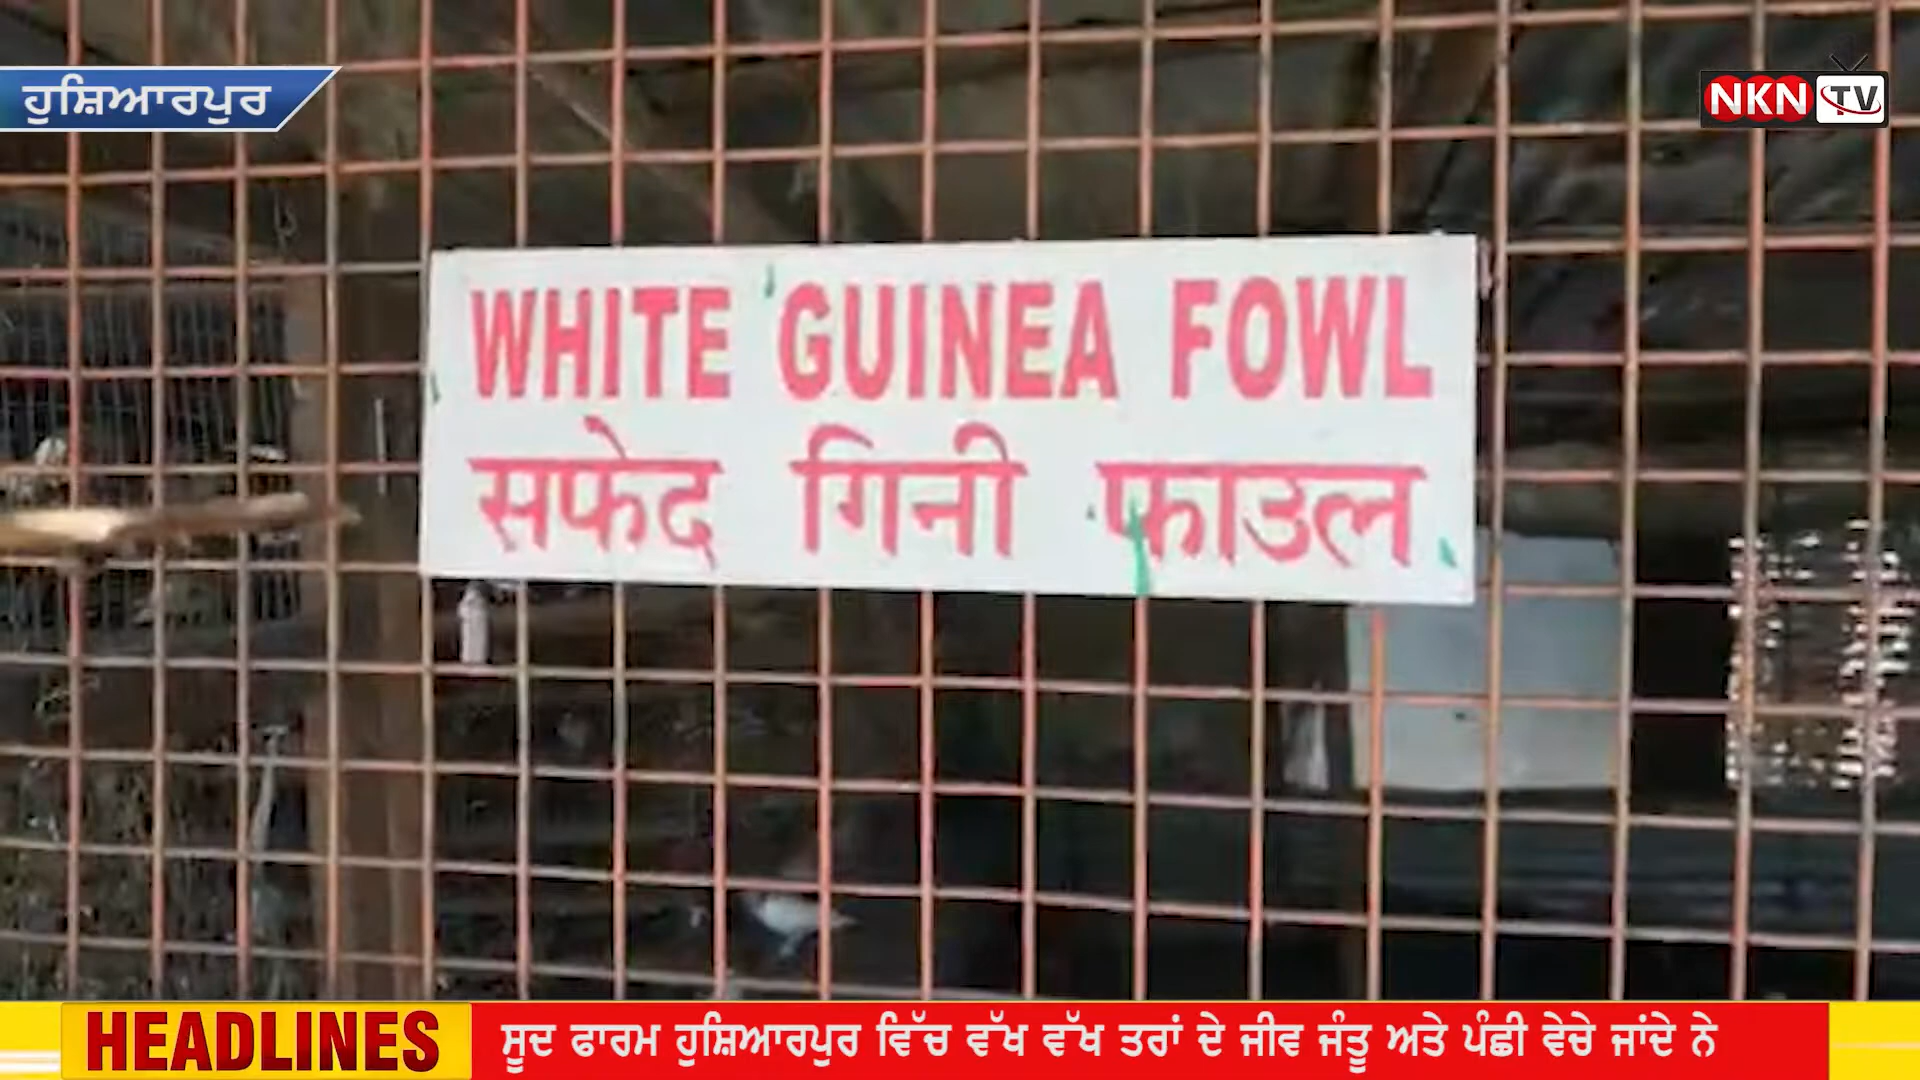 ਹੁਸ਼ਿਆਰਪੁਰ
NKN TV
WHITE GUINEA FOWL
सफेद गिनी फाउल
HEADLINES
ਸੂਦ ਫਾਰਮ ਹੁਸ਼ਿਆਰਪੁਰ ਵਿੱਚ ਵੱਖ ਵੱਖ ਤਰਾਂ ਦੇ ਜੀਵ ਜੰਤੂ ਅਤੇ ਪੰਛੀ ਵੇਚੇ ਜਾਂਦੇ ਨੇ